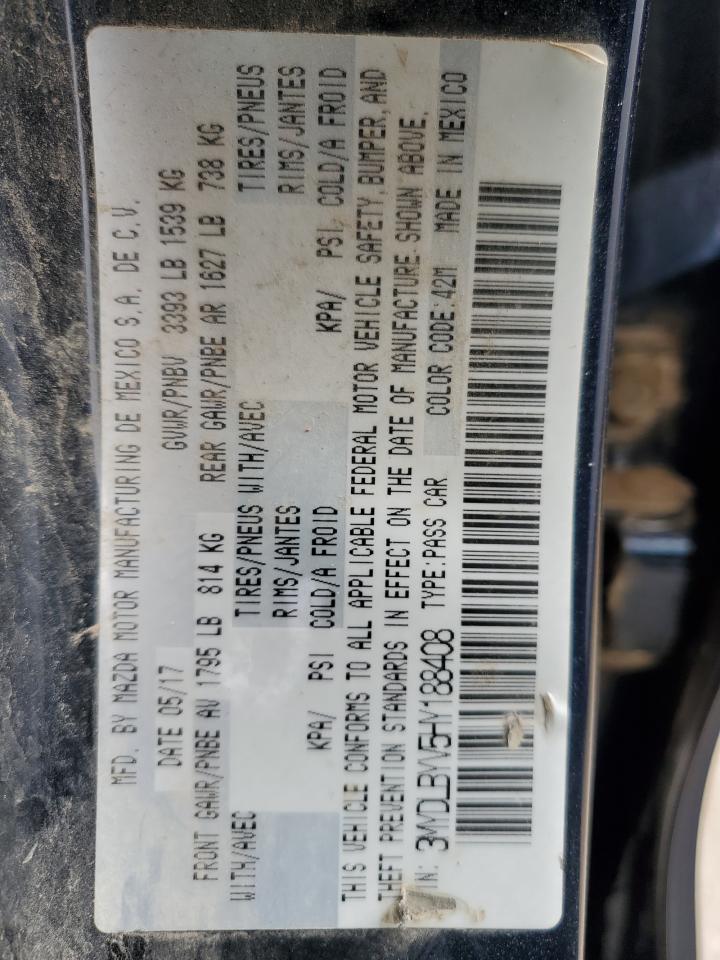 MFD. BY MAZDA MOTOR MANUFACTURING DE MEXICO S.A. DE C.V.
DATE 05/17 GVWR/PNBV 3393 LB 1539 KG
FRONT GAWR/PNBE AV 1795 LB 814 KG REAR GAWR/PNBE AR 1627 LB 738 KG
WITH/AVEC TIRES/PNEUS WITH/AVEC TIRES/PNEUS
RIMS/JANTES RIMS/JANTES
KPA/ PSI COLD/A FROID KPA/ PSI COLD/A FROID
THIS VEHICLE CONFORMS TO ALL APPLICABLE FEDERAL MOTOR VEHICLE SAFETY, BUMPER, AND
THEFT PREVENTION STANDARDS IN EFFECT ON THE DATE OF MANUFACTURE SHOWN ABOVE.
IN: 3MYDLBYV5HY188408 TYPE:PASS CAR COLOR CODE:42M MADE IN MEXICO